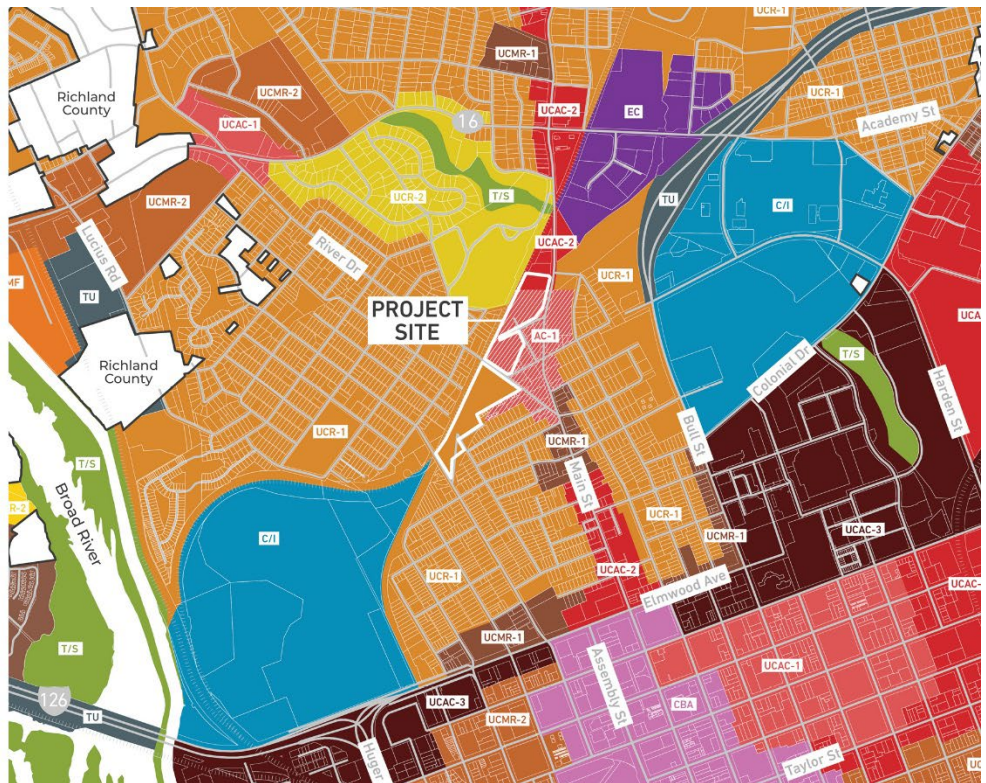 UCR-1
UCMR-1
Richland
County
UCMR-2
UCAC-2
EC
UCR-1
Academy St
UCAC-1
16
T/S
UCR-2
TU
C/I
UCMR-2
Lucius Rd
River Dr
UCAC-2
UCR-1
TU
PROJECT
SITE
AC-1
Richland
County
T/S
Colonial Dr
Harden St
UCR-1
UCMR-1
Bull St
Main St
T/S
Broad River
C/I
UCR-1
UCMR-1
UCAC-3
UCR-1
UCAC-2
Elmwood Ave
UCMR-1
T/S
Assembly St
UCAC-1
126
TU
UCAC-3
UCMR-2
CBA
Huger
Taylor St